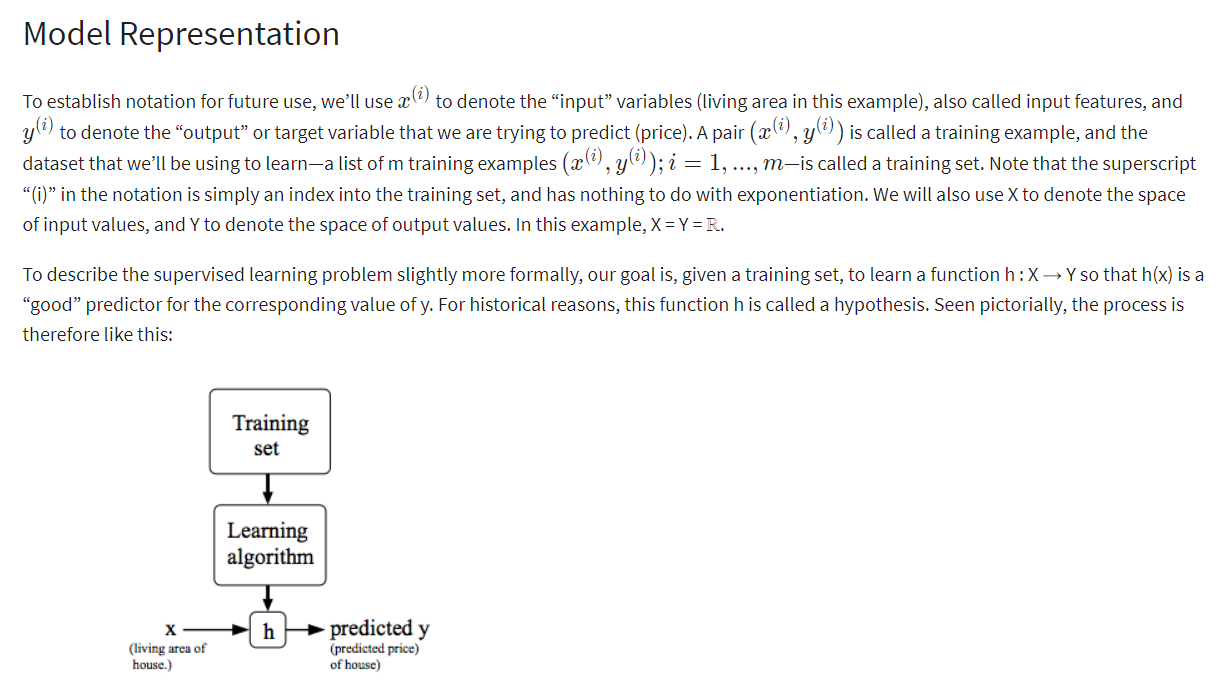 Model Representation
To establish notation for future use, we’ll use x^(i) to denote the “input” variables (living area in this example), also called input features, and
y^(i) to denote the “output” or target variable that we are trying to predict (price). A pair (x^(i), y^(i)) is called a training example, and the
dataset that we’ll be using to learn—a list of m training examples (x^(i), y^(i)); i = 1, ..., m—is called a training set. Note that the superscript
“(i)” in the notation is simply an index into the training set, and has nothing to do with exponentiation. We will also use X to denote the space
of input values, and Y to denote the space of output values. In this example, X = Y = ℝ.
To describe the supervised learning problem slightly more formally, our goal is, given a training set, to learn a function h : X → Y so that h(x) is a
“good” predictor for the corresponding value of y. For historical reasons, this function h is called a hypothesis. Seen pictorially, the process is
therefore like this:
Training
set
Learning
algorithm
x
h
predicted y
(living area of
house.)
(predicted price)
of house)